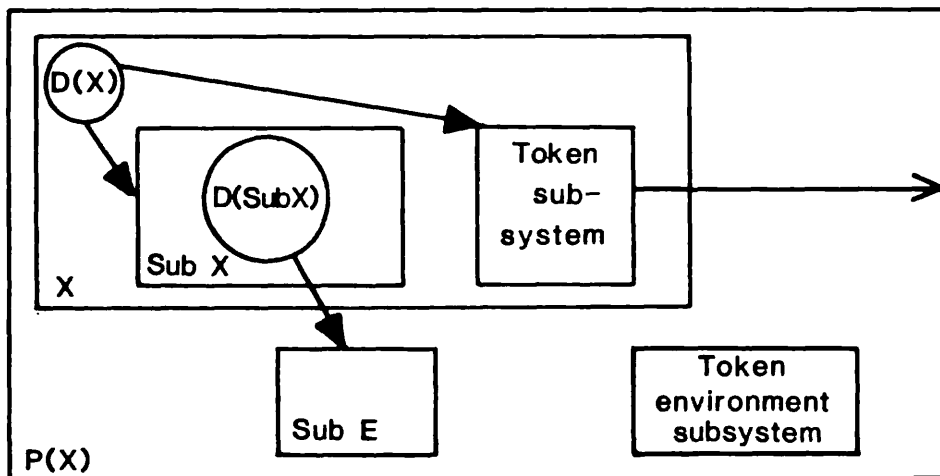 D(X)
D(SubX)
Sub X
X
Token
sub-
system
Sub E
Token
environment
subsystem
P(X)